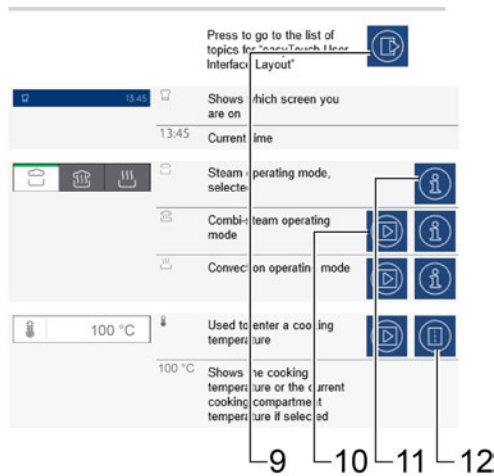 Press to go to the list of
topics for "easyTouch User
Interface Layout"
13:45
Shows which screen you
are on
13:45
Current time
Steam operating mode,
selected
Combi-steam operating
mode
Convection operating mode
100 °C
Used to enter a cooking
temperature
100 °C
Shows the cooking
temperature or the current
cooking compartment
temperature if selected
9
10
11
12